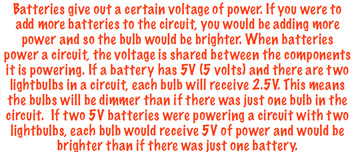 Batteries give out a certain voltage of power. If you were to
add more batteries to the circuit, you would be adding more
power and so the bulb would be brighter. When batteries
power a circuit, the voltage is shared between the components
it is powering. If a battery has 5V (5 volts) and there are two
lightbulbs in a circuit, each bulb will receive 2.5V. This means
the bulbs will be dimmer than if there was just one bulb in the
circuit. If two 5V batteries were powering a circuit with two
lightbulbs, each bulb would receive 5V of power and would be
brighter than if there was just one battery.